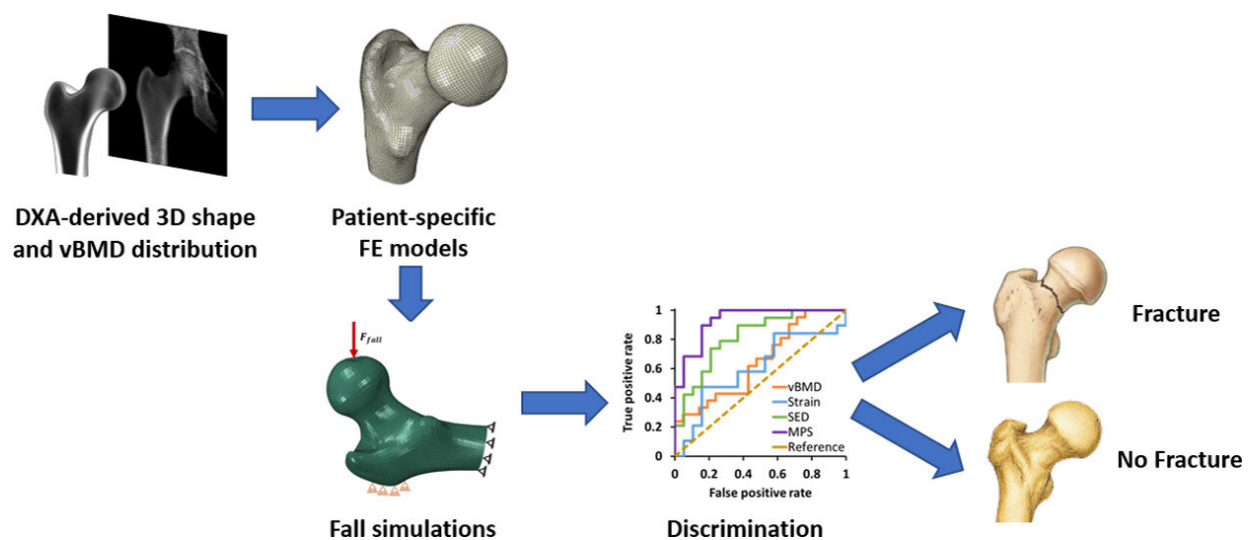 DXA-derived 3D shape
and vBMD distribution
Patient-specific
FE models
F_fall
Fall simulations
True positive rate
1
0.8
0.6
0.4
0.2
0
vBMD
Strain
SED
MPS
Reference
0 0.2 0.4 0.6 0.8 1
False positive rate
Discrimination
Fracture
No Fracture